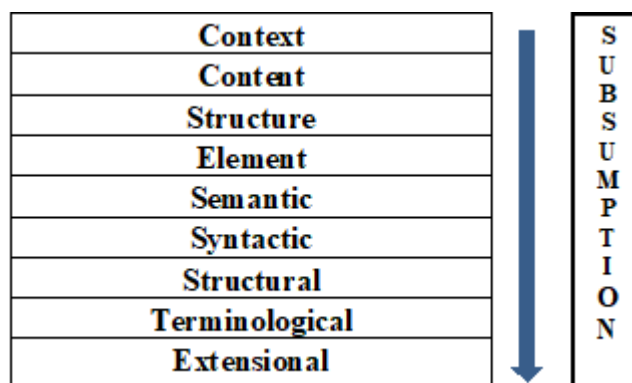 Context
Content
Structure
Element
Semantic
Syntactic
Structural
Terminological
Extensional
S
U
B
S
U
M
P
T
I
O
N